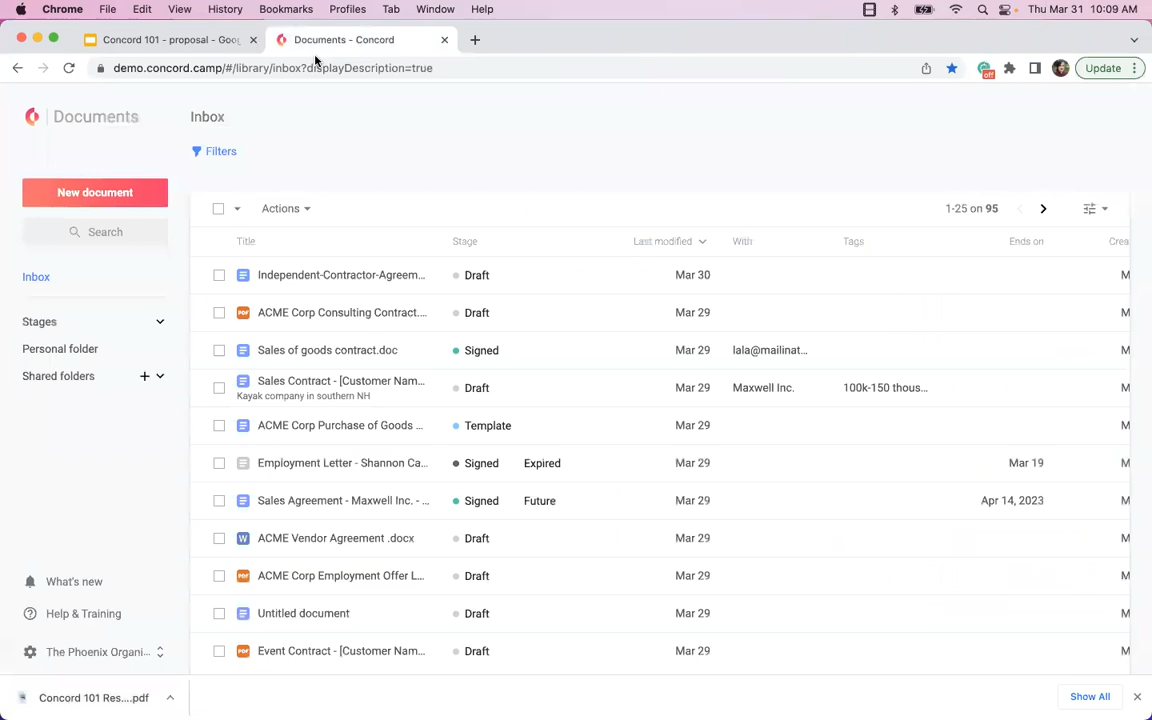 Chrome File Edit View History Bookmarks Profiles Tab Window Help Thu Mar 31 10:09 AM
Concord 101 - proposal - Goo Documents - Concord
demo.concord.camp/#/library/inbox?displayDescription=true off Update
Documents
Inbox
Filters
New document
Search
Inbox
Stages
Personal folder
Shared folders
What's new
Help & Training
The Phoenix Organi...
Actions 1-25 on 95
Title Stage Last modified With Tags Ends on Crea
Independent-Contractor-Agreem... Draft Mar 30 M
PDF ACME Corp Consulting Contract.... Draft Mar 29 M
Sales of goods contract.doc Signed Mar 29 lala@mailinat... M
Sales Contract - [Customer Nam... Draft Mar 29 Maxwell Inc. 100k-150 thous... M
Kayak company in southern NH
ACME Corp Purchase of Goods ... Template Mar 29 M
Employment Letter - Shannon Ca... Signed Expired Mar 29 Mar 19 M
Sales Agreement - Maxwell Inc. - ... Signed Future Mar 29 Apr 14, 2023 M
W ACME Vendor Agreement .docx Draft Mar 29 M
PDF ACME Corp Employment Offer L... Draft Mar 29 M
Untitled document Draft Mar 29 M
PDF Event Contract - [Customer Nam... Draft Mar 29 M
Concord 101 Res....pdf Show All